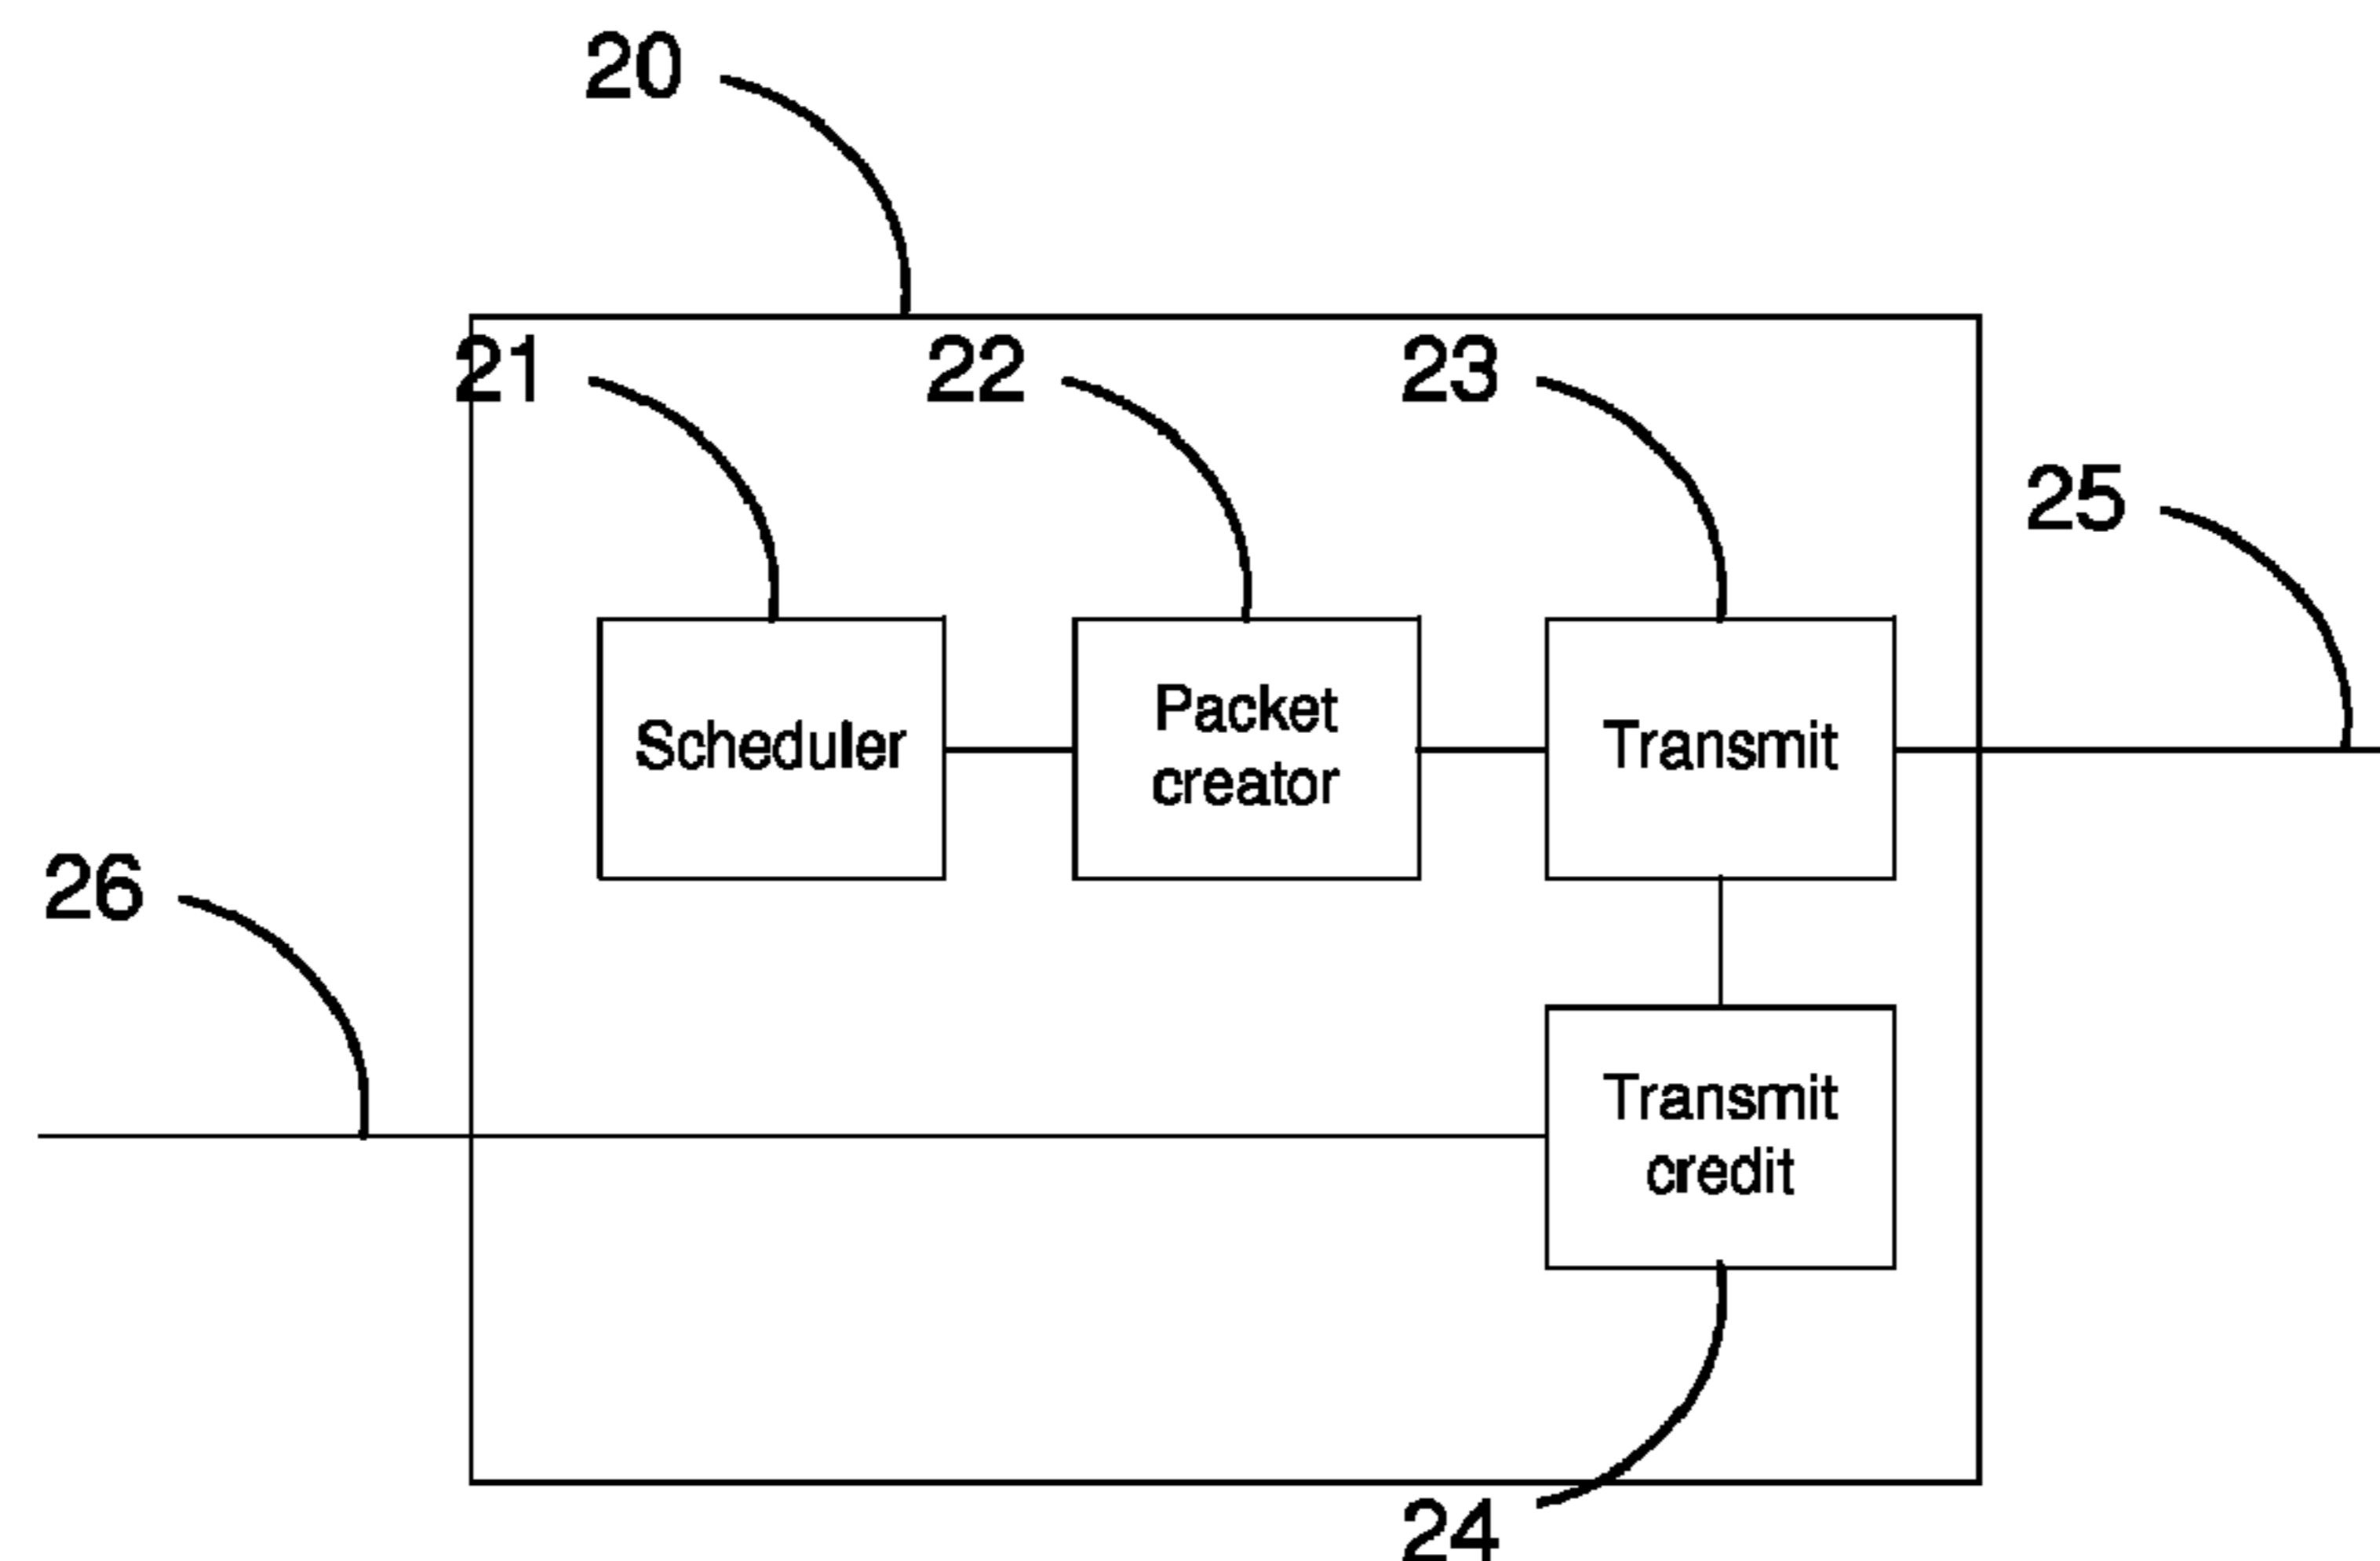 20
21
22
23
25
Scheduler
Packet
creator
Transmit
26
Transmit
credit
24